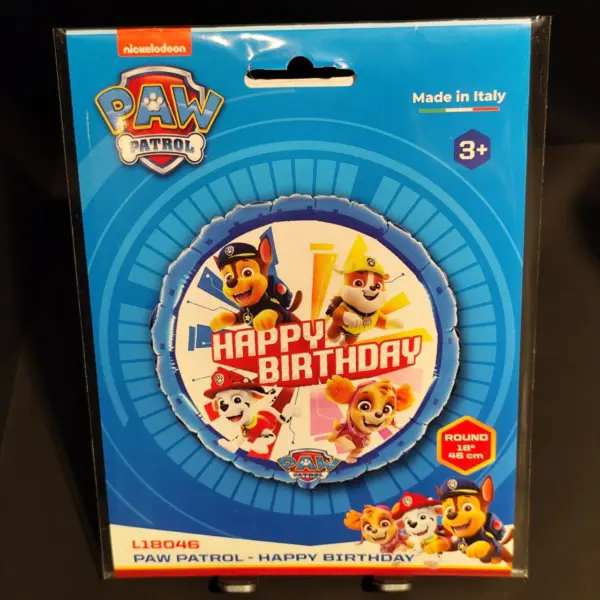 nickelodeon
PAW
PATROL
Made in Italy
3+
HAPPY
BIRTHDAY
PAW
PATROL
ROUND
18"
46 cm
L18046
PAW PATROL - HAPPY BIRTHDAY